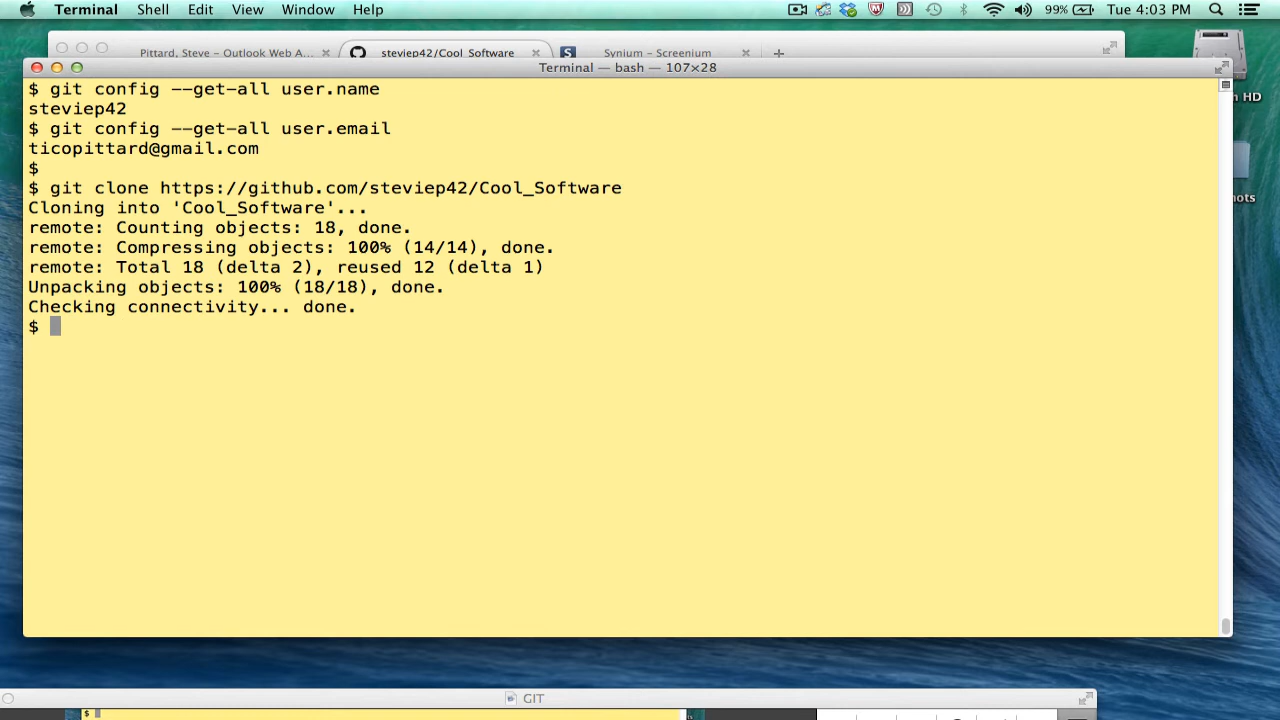 Terminal Shell Edit View Window Help 99% Tue 4:03 PM
Pittard, Steve – Outlook Web A... steviep42/Cool_Software Synium – Screenium
Terminal — bash — 107×28
HD
$ git config --get-all user.name
steviep42
$ git config --get-all user.email
ticopittard@gmail.com
$
$ git clone https://github.com/steviep42/Cool_Software
Cloning into 'Cool_Software'...
remote: Counting objects: 18, done.
remote: Compressing objects: 100% (14/14), done.
remote: Total 18 (delta 2), reused 12 (delta 1)
Unpacking objects: 100% (18/18), done.
Checking connectivity... done.
$
GIT
$